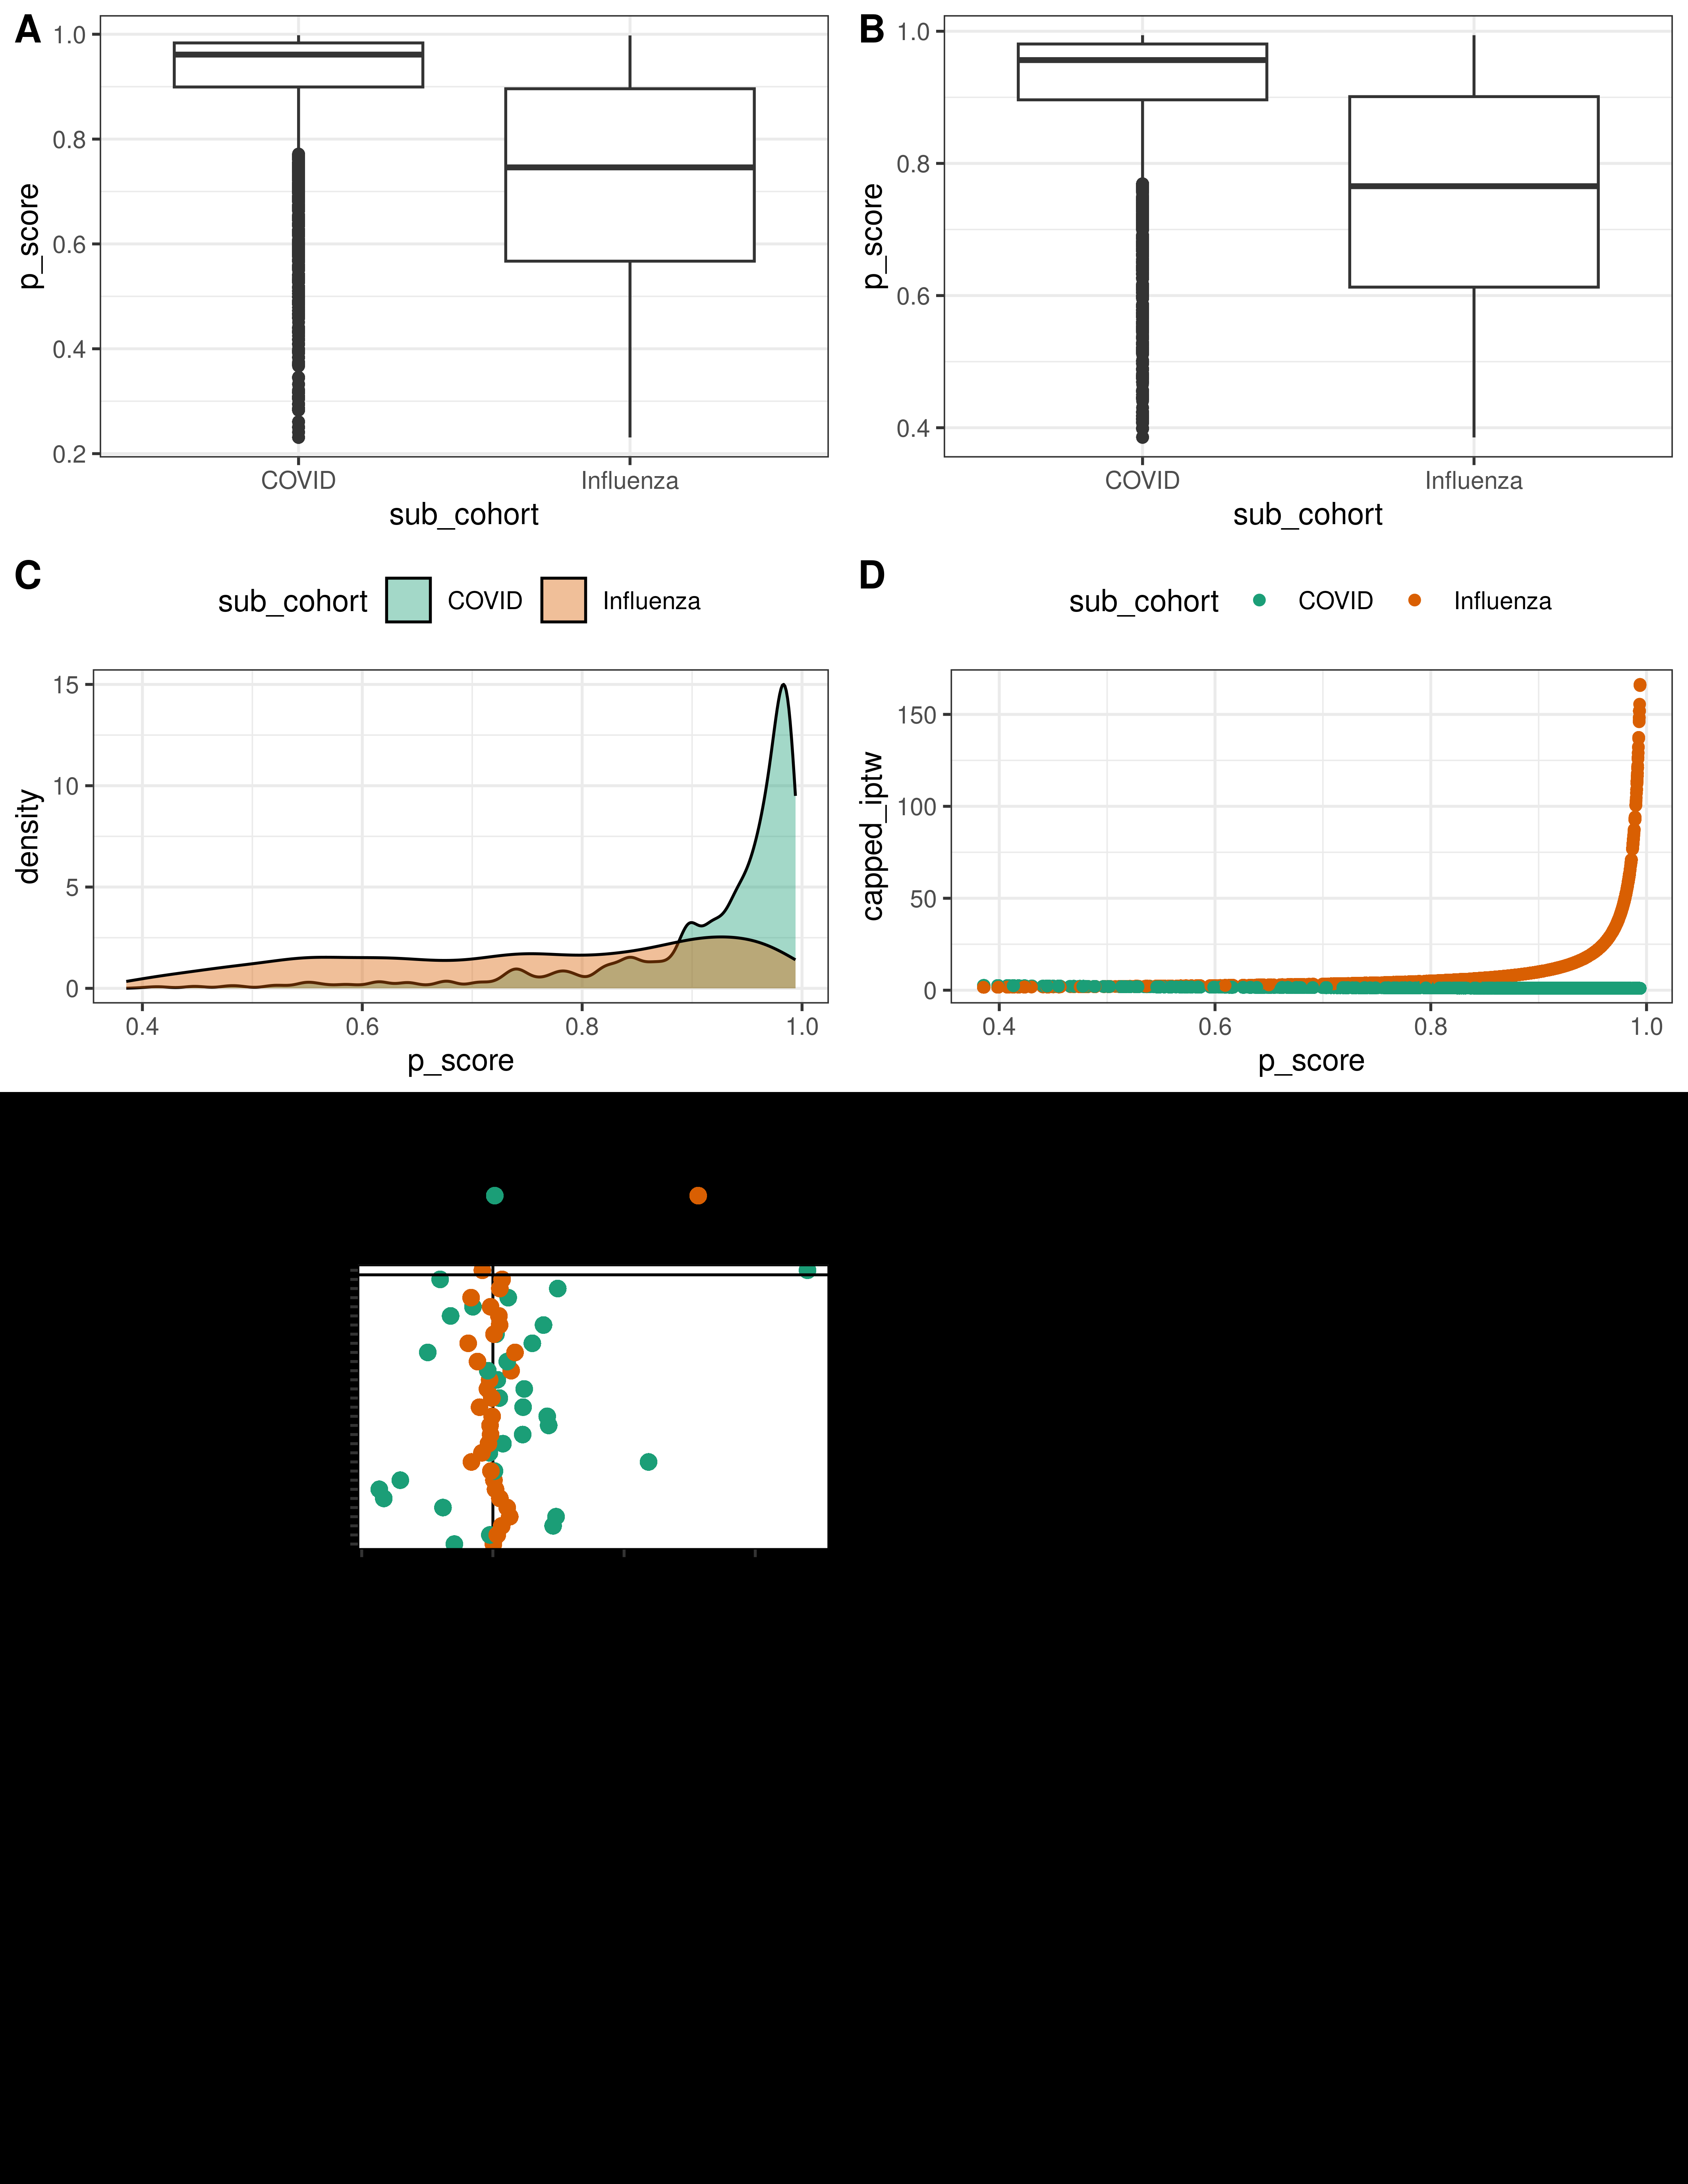 A
1.0
0.8
0.6
0.4
0.2
p_score
COVID Influenza
sub_cohort
B
1.0
0.8
0.6
0.4
p_score
COVID Influenza
sub_cohort
C
sub_cohort COVID Influenza
15
10
5
0
density
0.4 0.6 0.8 1.0
p_score
D
sub_cohort COVID Influenza
150
100
50
0
capped_iptw
0.4 0.6 0.8 1.0
p_score